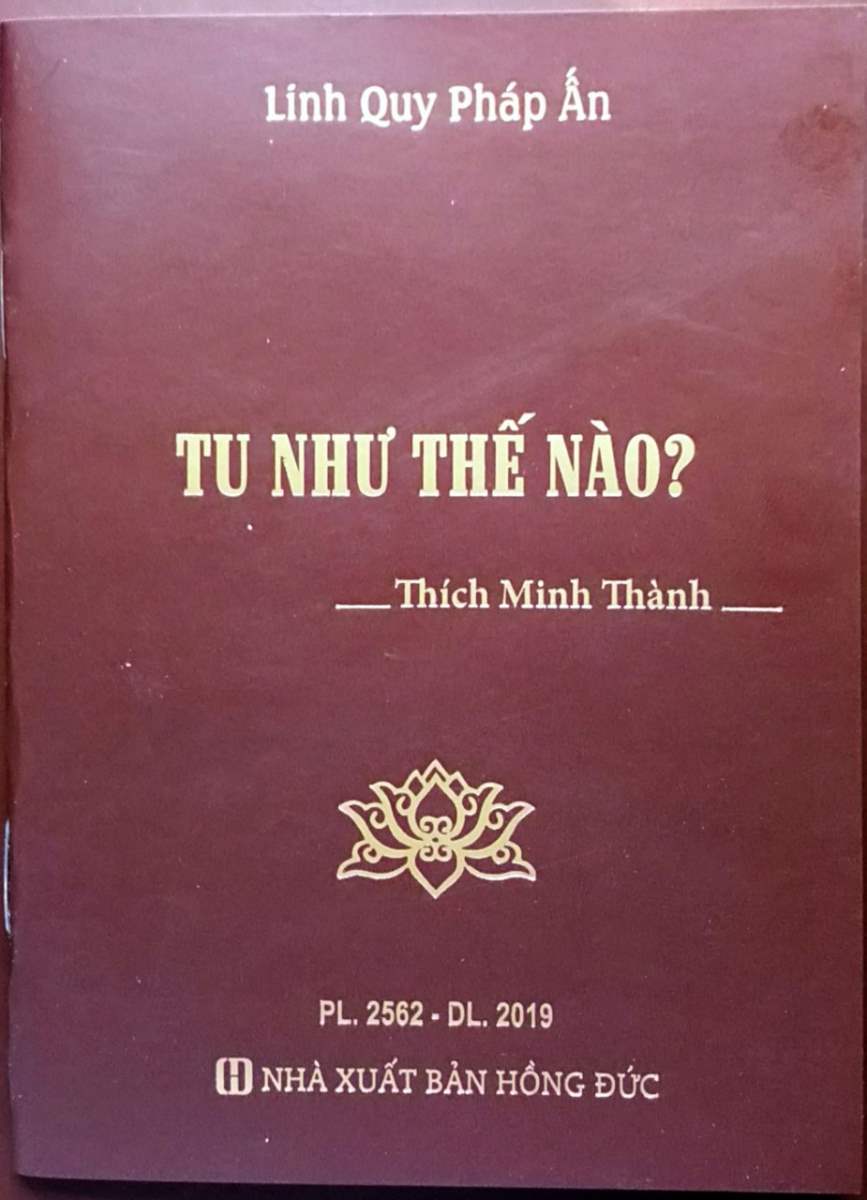 Linh Quy Pháp Ấn
TU NHƯ THẾ NÀO?
Thích Minh Thành
PL. 2562 - DL. 2019
NHÀ XUẤT BẢN HỒNG ĐỨC